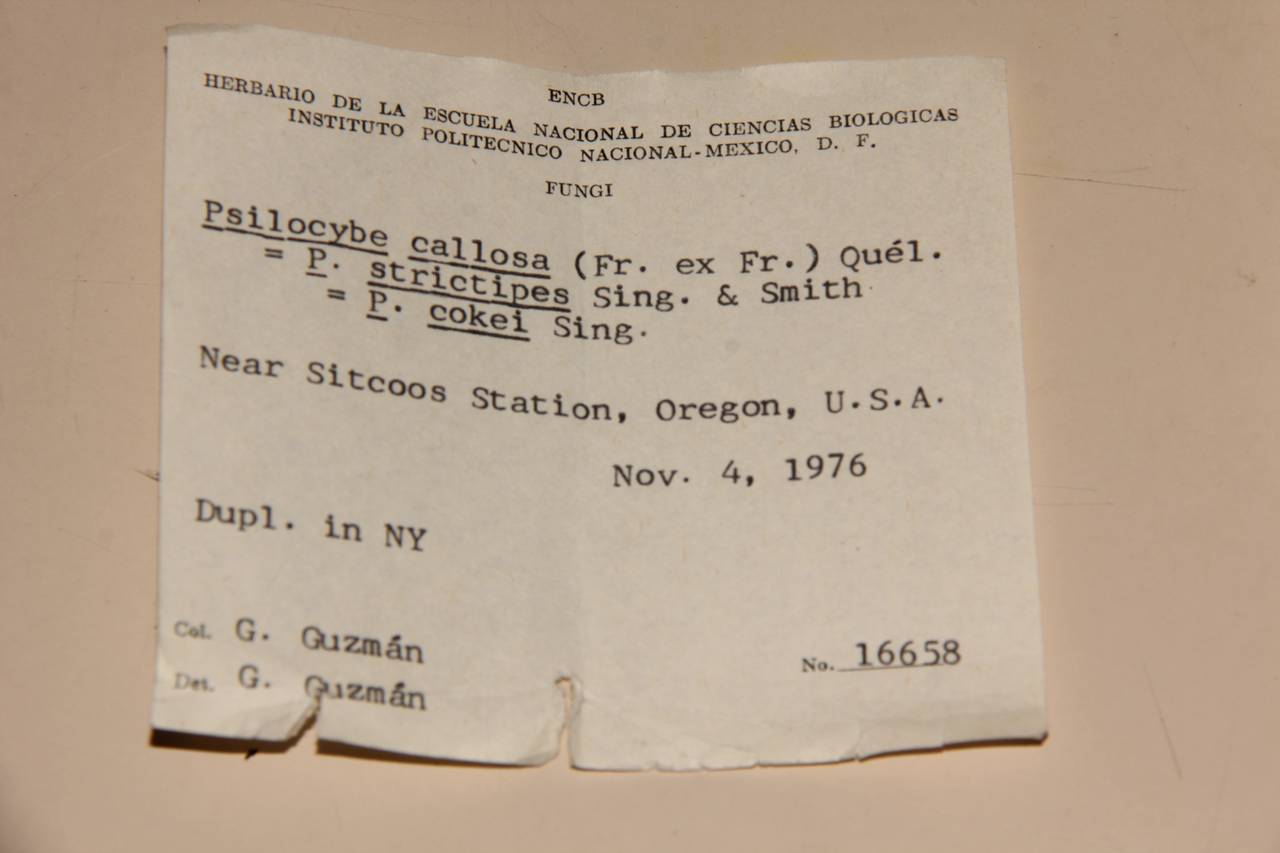 ENCB
HERBARIO DE LA ESCUELA NACIONAL DE CIENCIAS BIOLOGICAS
INSTITUTO POLITECNICO NACIONAL-MEXICO, D. F.
FUNGI
Psilocybe callosa (Fr. ex Fr.) Quél.
= P. strictipes Sing. & Smith
= P. cokei Sing.
Near Sitcoos Station, Oregon, U.S.A.
Nov. 4, 1976
Dupl. in NY
Col. G. Guzmán
Det. G. Guzmán
No. 16658